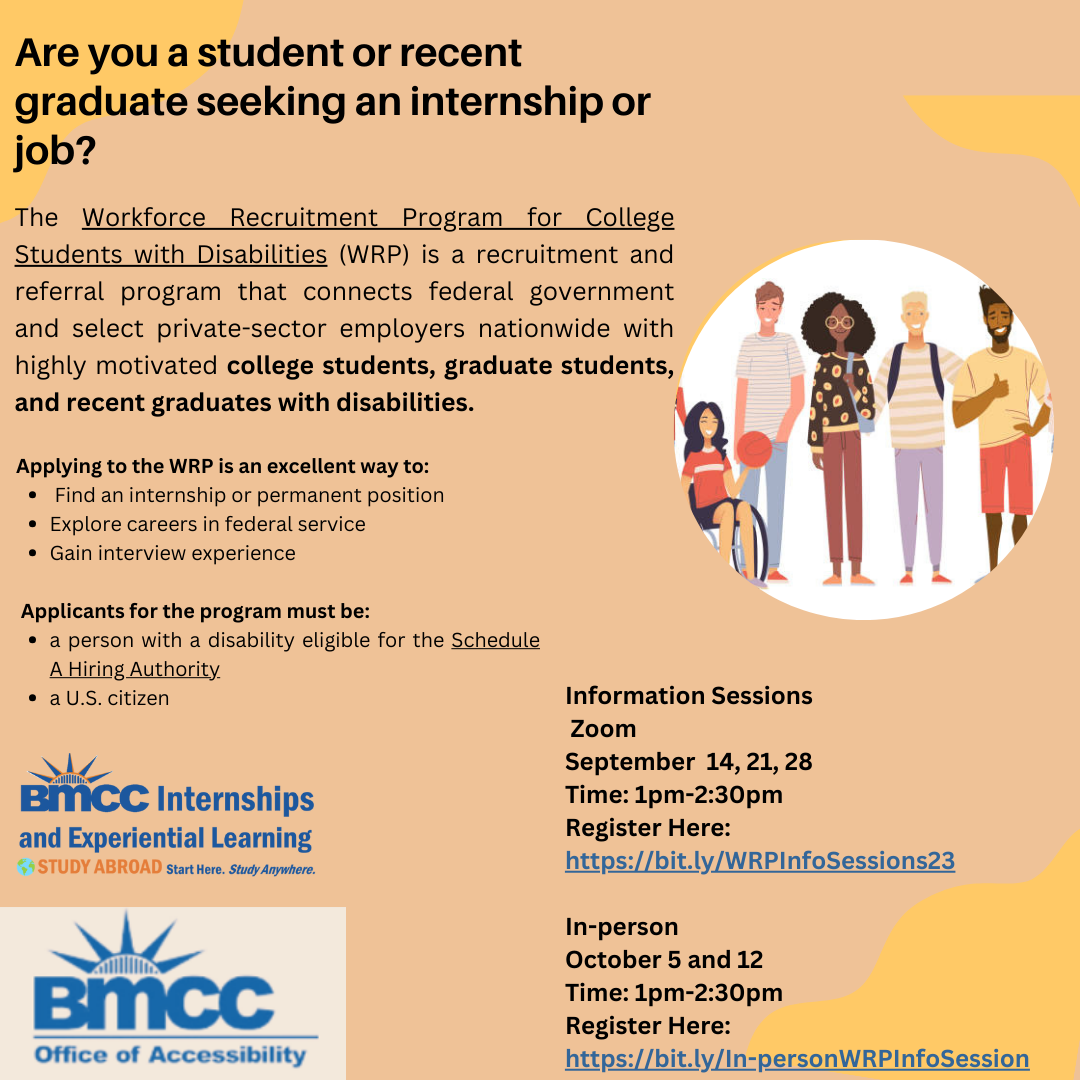 Are you a student or recent
graduate seeking an internship or
job?
The Workforce Recruitment Program for College
Students with Disabilities (WRP) is a recruitment and
referral program that connects federal government
and select private-sector employers nationwide with
highly motivated college students, graduate students,
and recent graduates with disabilities.
Applying to the WRP is an excellent way to:
• Find an internship or permanent position
• Explore careers in federal service
• Gain interview experience
Applicants for the program must be:
• a person with a disability eligible for the Schedule
A Hiring Authority
• a U.S. citizen
BMCC Internships
and Experiential Learning
STUDY ABROAD Start Here. Study Anywhere.
BMCC
Office of Accessibility
Information Sessions
Zoom
September 14, 21, 28
Time: 1pm-2:30pm
Register Here:
https://bit.ly/WRPInfoSessions23
In-person
October 5 and 12
Time: 1pm-2:30pm
Register Here:
https://bit.ly/In-personWRPInfoSession